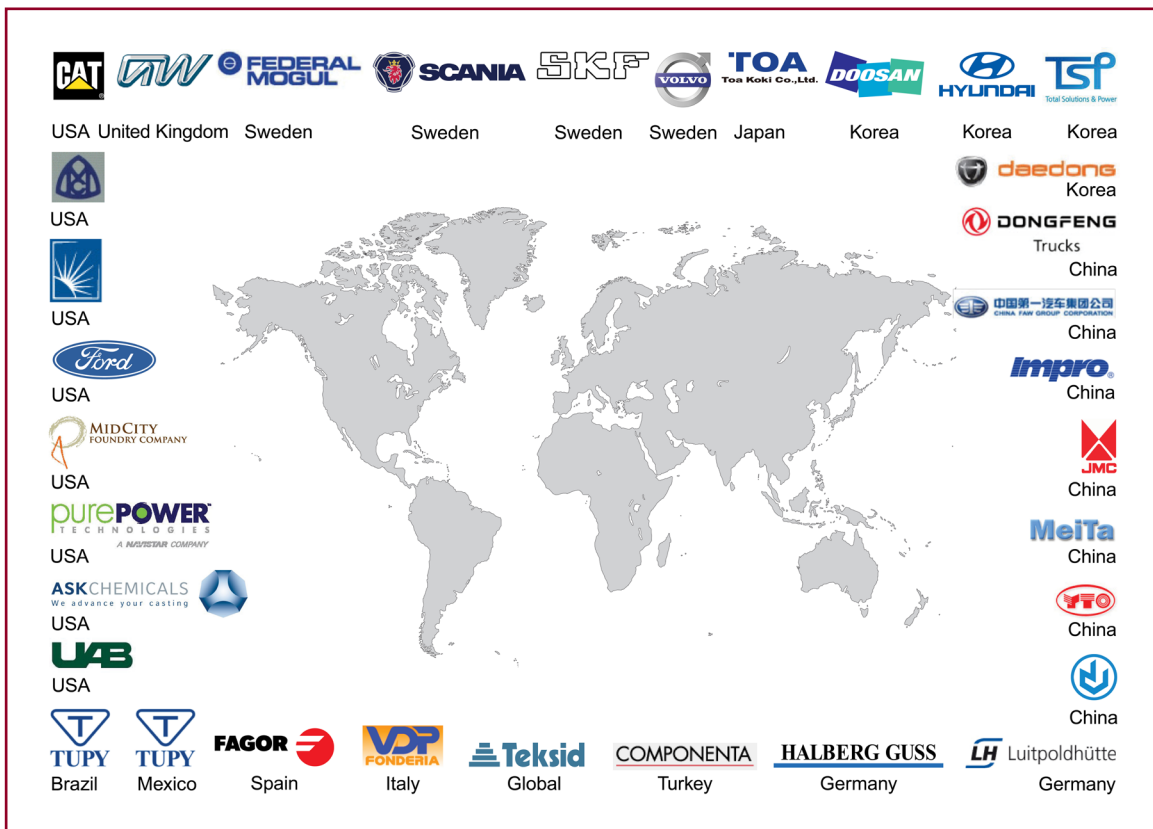 CAT
FEDERAL
MOGUL
SCANIA
SKF
VOLVO
TOA
Toa Koki Co.,Ltd.
DOOSAN
HYUNDAI
TSP
Total Solutions & Power
USA
United Kingdom
Sweden
Sweden
Sweden
Sweden
Japan
Korea
Korea
Korea
USA
USA
Ford
USA
MIDCITY
FOUNDRY COMPANY
USA
purePOWER™
TECHNOLOGIES
A NAVISTAR COMPANY
USA
ASKCHEMICALS
We advance your casting
USA
UAB
USA
daedong
Korea
DONGFENG
Trucks
China
中国第一汽车集团公司
CHINA FAW GROUP CORPORATION
China
Impro®
China
JMC
China
MeiTa
China
YTO
China
China
TUPY
Brazil
TUPY
Mexico
FAGOR
Spain
VDP
FONDERIA
Italy
Teksid
Global
COMPONENTA
Turkey
HALBERG GUSS
Germany
LH Luitpoldhütte
Germany